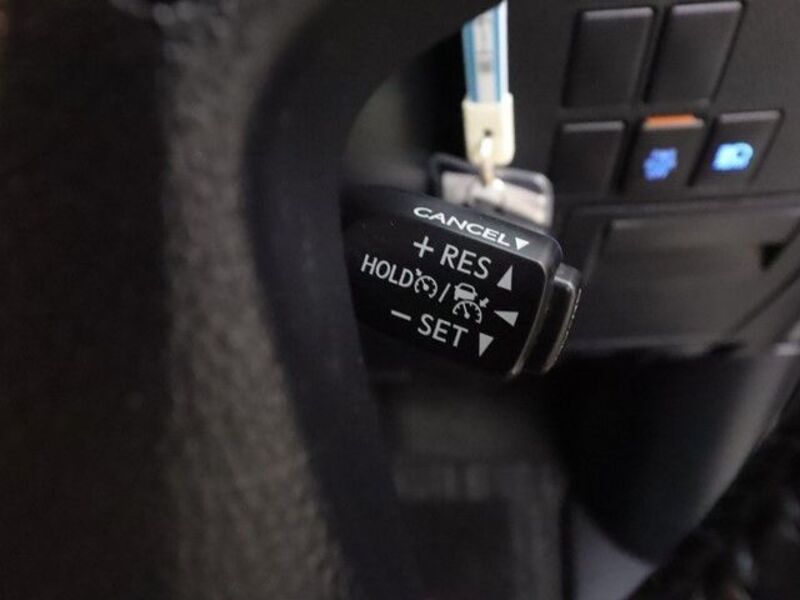 CANCEL▼
+ RES ▲
HOLD /
− SET ▼